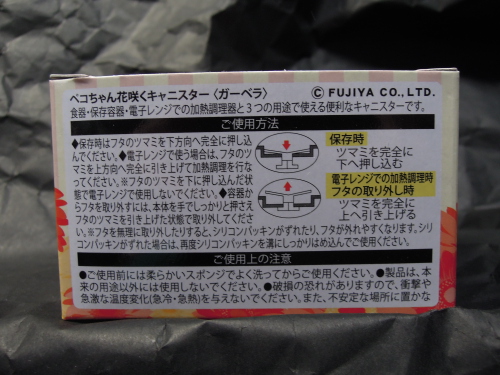 ペコちゃん花咲くキャニスター〈ガーベラ〉 © FUJIYA CO., LTD.
食器・保存容器・電子レンジでの加熱調理器と3つの用途で使える便利なキャニスターです。
ご使用方法
◆保存時はフタのツマミを下方向へ完全に押し込
んでください。◆電子レンジで使う場合は、フタのツ
マミを上方向へ完全に引き上げて加熱調理を行な
ってください。※フタのツマミを下に押し込んだ状
態で電子レンジで使用しないでください。◆容器か
らフタを取り外すには、本体を手でしっかりと押さえ
フタのツマミを引き上げた状態で取り外してくださ
い。※フタを無理に取り外したりすると、シリコンパッキンがずれたり、フタが外れやすくなります。シリ
コンパッキンがずれた場合は、再度シリコンパッキンを溝にしっかりはめ込んでご使用ください。
保存時
ツマミを完全に
下へ押し込む
電子レンジでの加熱調理時
フタの取り外し時
ツマミを完全に
上へ引き上げる
ご使用上の注意
●ご使用前には柔らかいスポンジでよく洗ってからご使用ください。●製品は、本
来の用途以外には使用しないでください。●破損の恐れがありますので、衝撃や
急激な温度変化(急冷・急熱)を与えないでください。また、不安定な場所に置かな